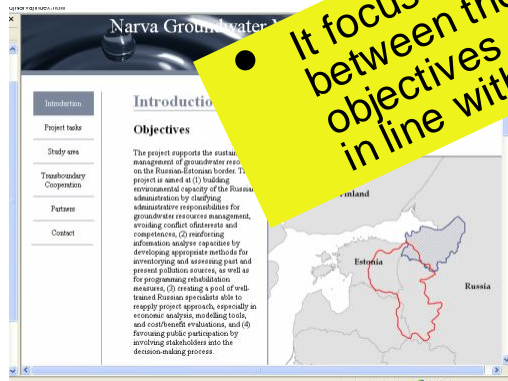 Narva Groundwater
It focus
between the
objectives
in line with
Introduction
Project tasks
Study area
Transboundary
Cooperation
Partners
Contact
Introductio
Objectives
The project supports the sustain
management of groundwater reso
on the Russian-Estonian border. T
project is aimed at (1) building
environmental capacity of the Russia
administration by clarifying
administrative responsibilities for
groundwater resources management,
avoiding conflict of interests and
competences, (2) reinforcing
information analyse capacities by
developing appropriate methods for
inventorying and assessing past and
present pollution sources, as well as
for programming rehabilitation
measures, (3) creating a pool of well-
trained Russian specialists able to
reapply project approach, especially in
economic analysis, modelling tools,
and cost/benefit evaluations, and (4)
favouring public participation by
involving stakeholders into the
decision-making process.
inland
Estonia
Russia